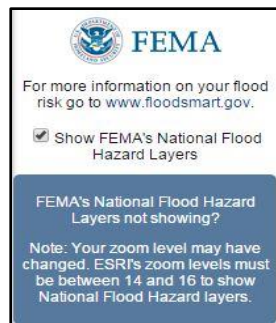 FEMA
For more information on your flood
risk go to www.floodsmart.gov.
Show FEMA's National Flood
Hazard Layers
FEMA's National Flood Hazard
Layers not showing?
Note: Your zoom level may have
changed. ESRI's zoom levels must
be between 14 and 16 to show
National Flood Hazard layers.